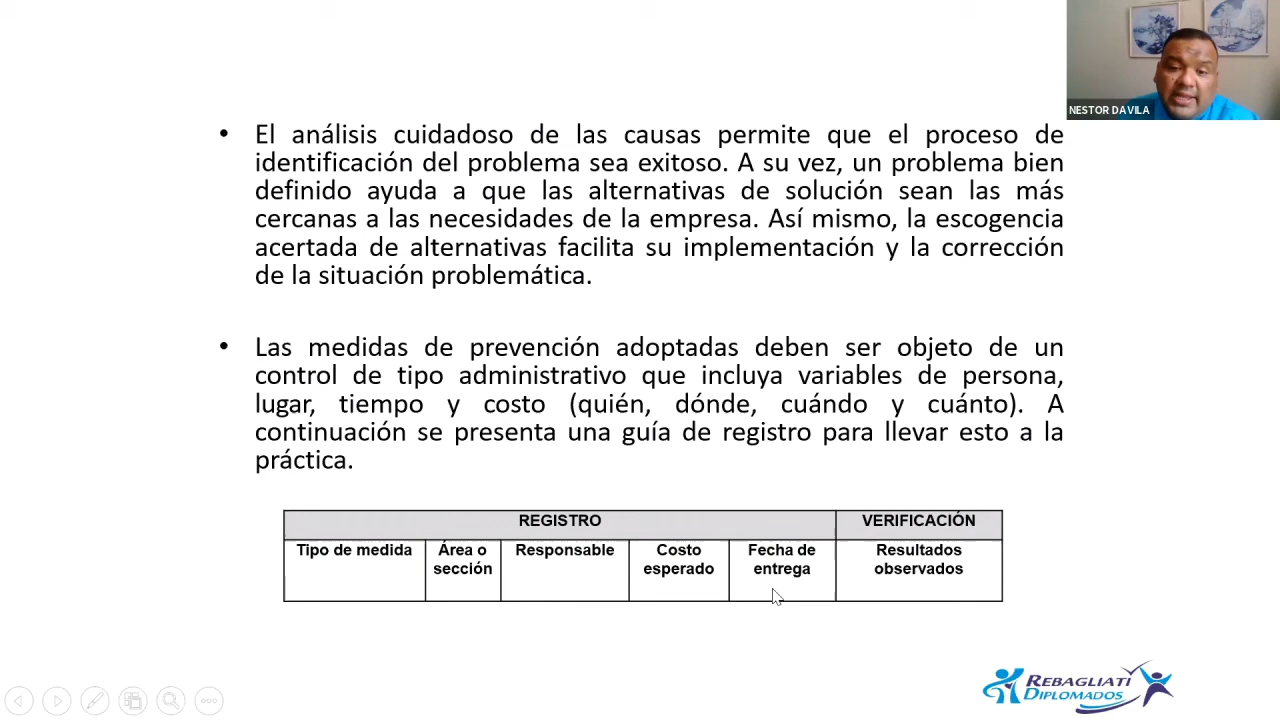 NESTOR DAVILA
• El análisis cuidadoso de las causas permite que el proceso de
identificación del problema sea exitoso. A su vez, un problema bien
definido ayuda a que las alternativas de solución sean las más
cercanas a las necesidades de la empresa. Así mismo, la escogencia
acertada de alternativas facilita su implementación y la corrección
de la situación problemática.
• Las medidas de prevención adoptadas deben ser objeto de un
control de tipo administrativo que incluya variables de persona,
lugar, tiempo y costo (quién, dónde, cuándo y cuánto). A
continuación se presenta una guía de registro para llevar esto a la
práctica.
REGISTRO VERIFICACIÓN
Tipo de medida Área o Responsable Costo Fecha de Resultados
sección esperado entrega observados
REBAGLIATI
DIPLOMADOS